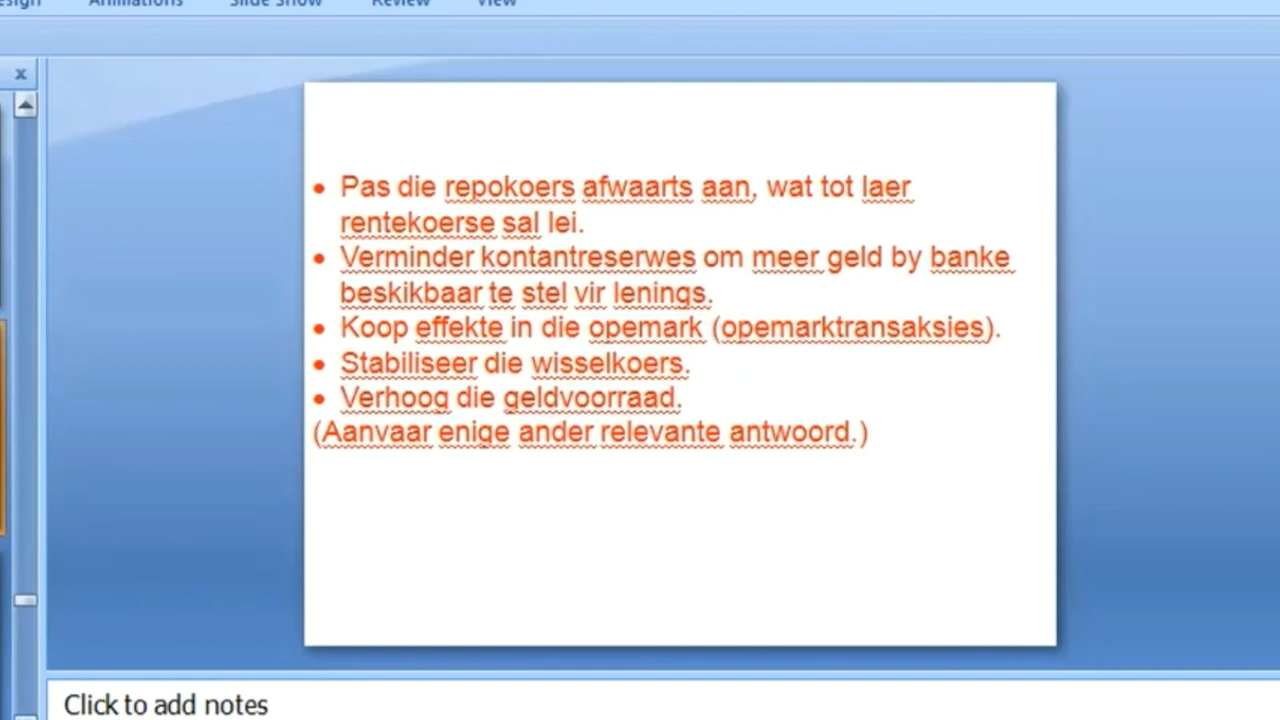 Animations Slide Show Review View
x
• Pas die repokoers afwaarts aan, wat tot laer
rentekoerse sal lei.
• Verminder kontantreserwes om meer geld by banke
beskikbaar te stel vir lenings.
• Koop effekte in die opemark (opemarktransaksies).
• Stabiliseer die wisselkoers.
• Verhoog die geldvoorraad.
(Aanvaar enige ander relevante antwoord.)
Click to add notes